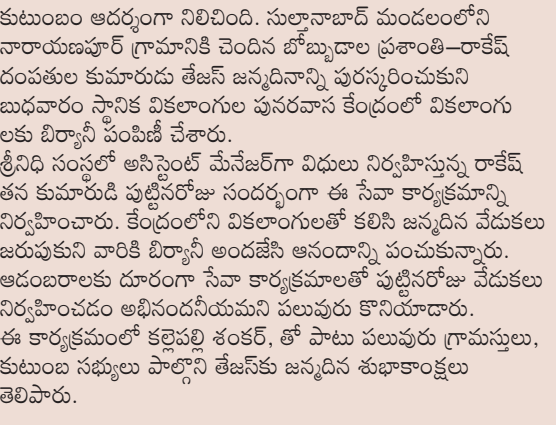 కుటుంబం ఆదర్శంగా నిలిచింది. సుల్తానాబాద్ మండలంలోని
నారాయణపూర్ గ్రామానికి చెందిన బోబ్బుడాల ప్రశాంతి–రాకేష్
దంపతుల కుమారుడు తేజస్ జన్మదినాన్ని పురస్కరించుకుని
బుధవారం స్థానిక వికలాంగుల పునరవాస కేంద్రంలో వికలాంగు
లకు బిర్యానీ పంపిణీ చేశారు.
శ్రీనిధి సంస్థలో అసిస్టెంట్ మేనేజర్‌గా విధులు నిర్వహిస్తున్న రాకేష్
తన కుమారుడి పుట్టినరోజు సందర్భంగా ఈ సేవా కార్యక్రమాన్ని
నిర్వహించారు. కేంద్రంలోని వికలాంగులతో కలిసి జన్మదిన వేడుకలు
జరుపుకుని వారికి బిర్యానీ అందజేసి ఆనందాన్ని పంచుకున్నారు.
ఆడంబరాలకు దూరంగా సేవా కార్యక్రమాలతో పుట్టినరోజు వేడుకలు
నిర్వహించడం అభినందనీయమని పలువురు కొనియాడారు.
ఈ కార్యక్రమంలో కల్లెపల్లి శంకర్, తో పాటు పలువురు గ్రామస్తులు,
కుటుంబ సభ్యులు పాల్గొని తేజస్‌కు జన్మదిన శుభాకాంక్షలు
తెలిపారు.